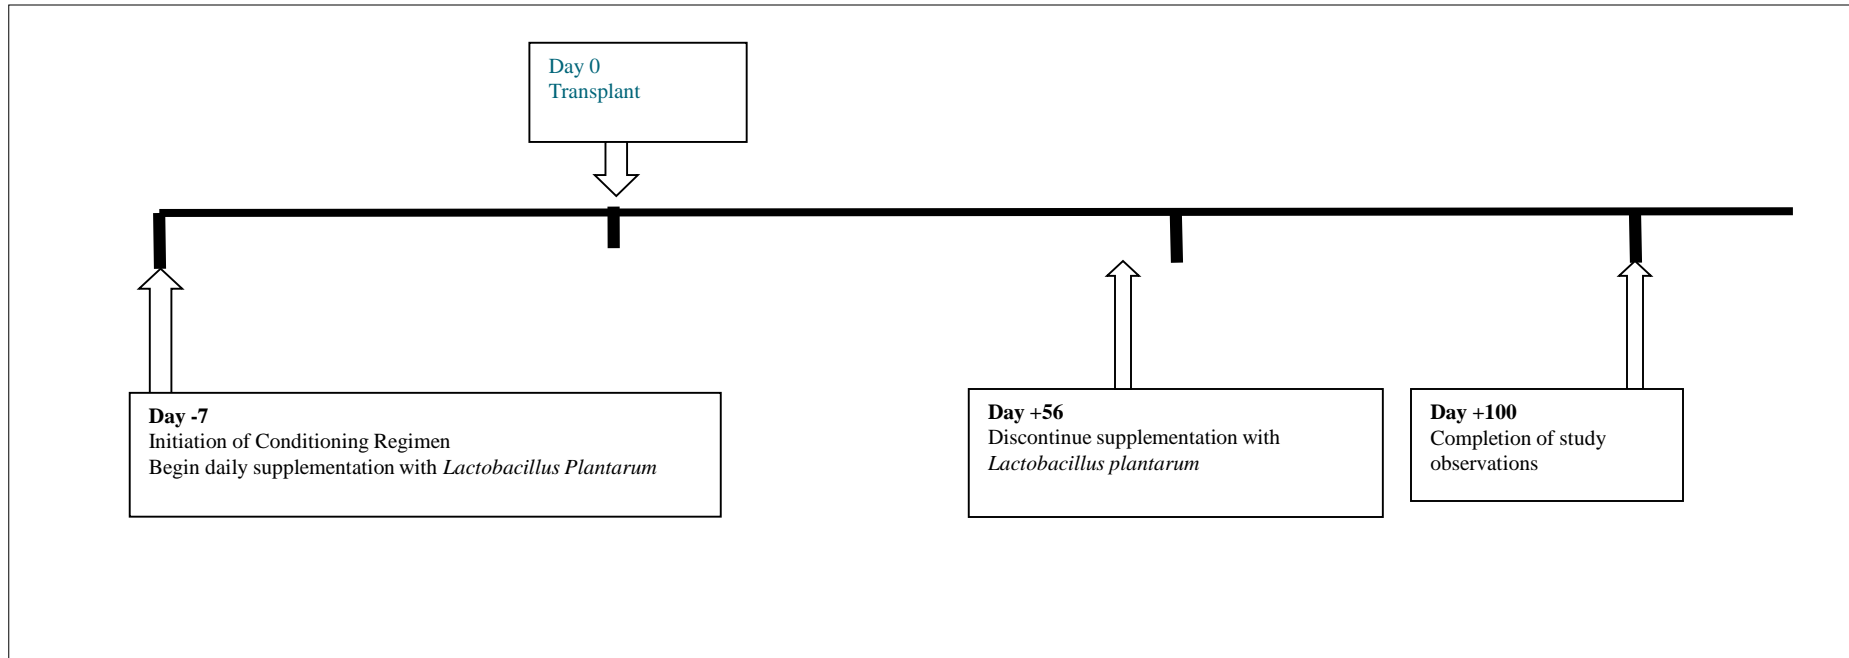 Day 0
Transplant
Day -7
Initiation of Conditioning Regimen
Begin daily supplementation with Lactobacillus Plantarum
Day +56
Discontinue supplementation with
Lactobacillus plantarum
Day +100
Completion of study
observations